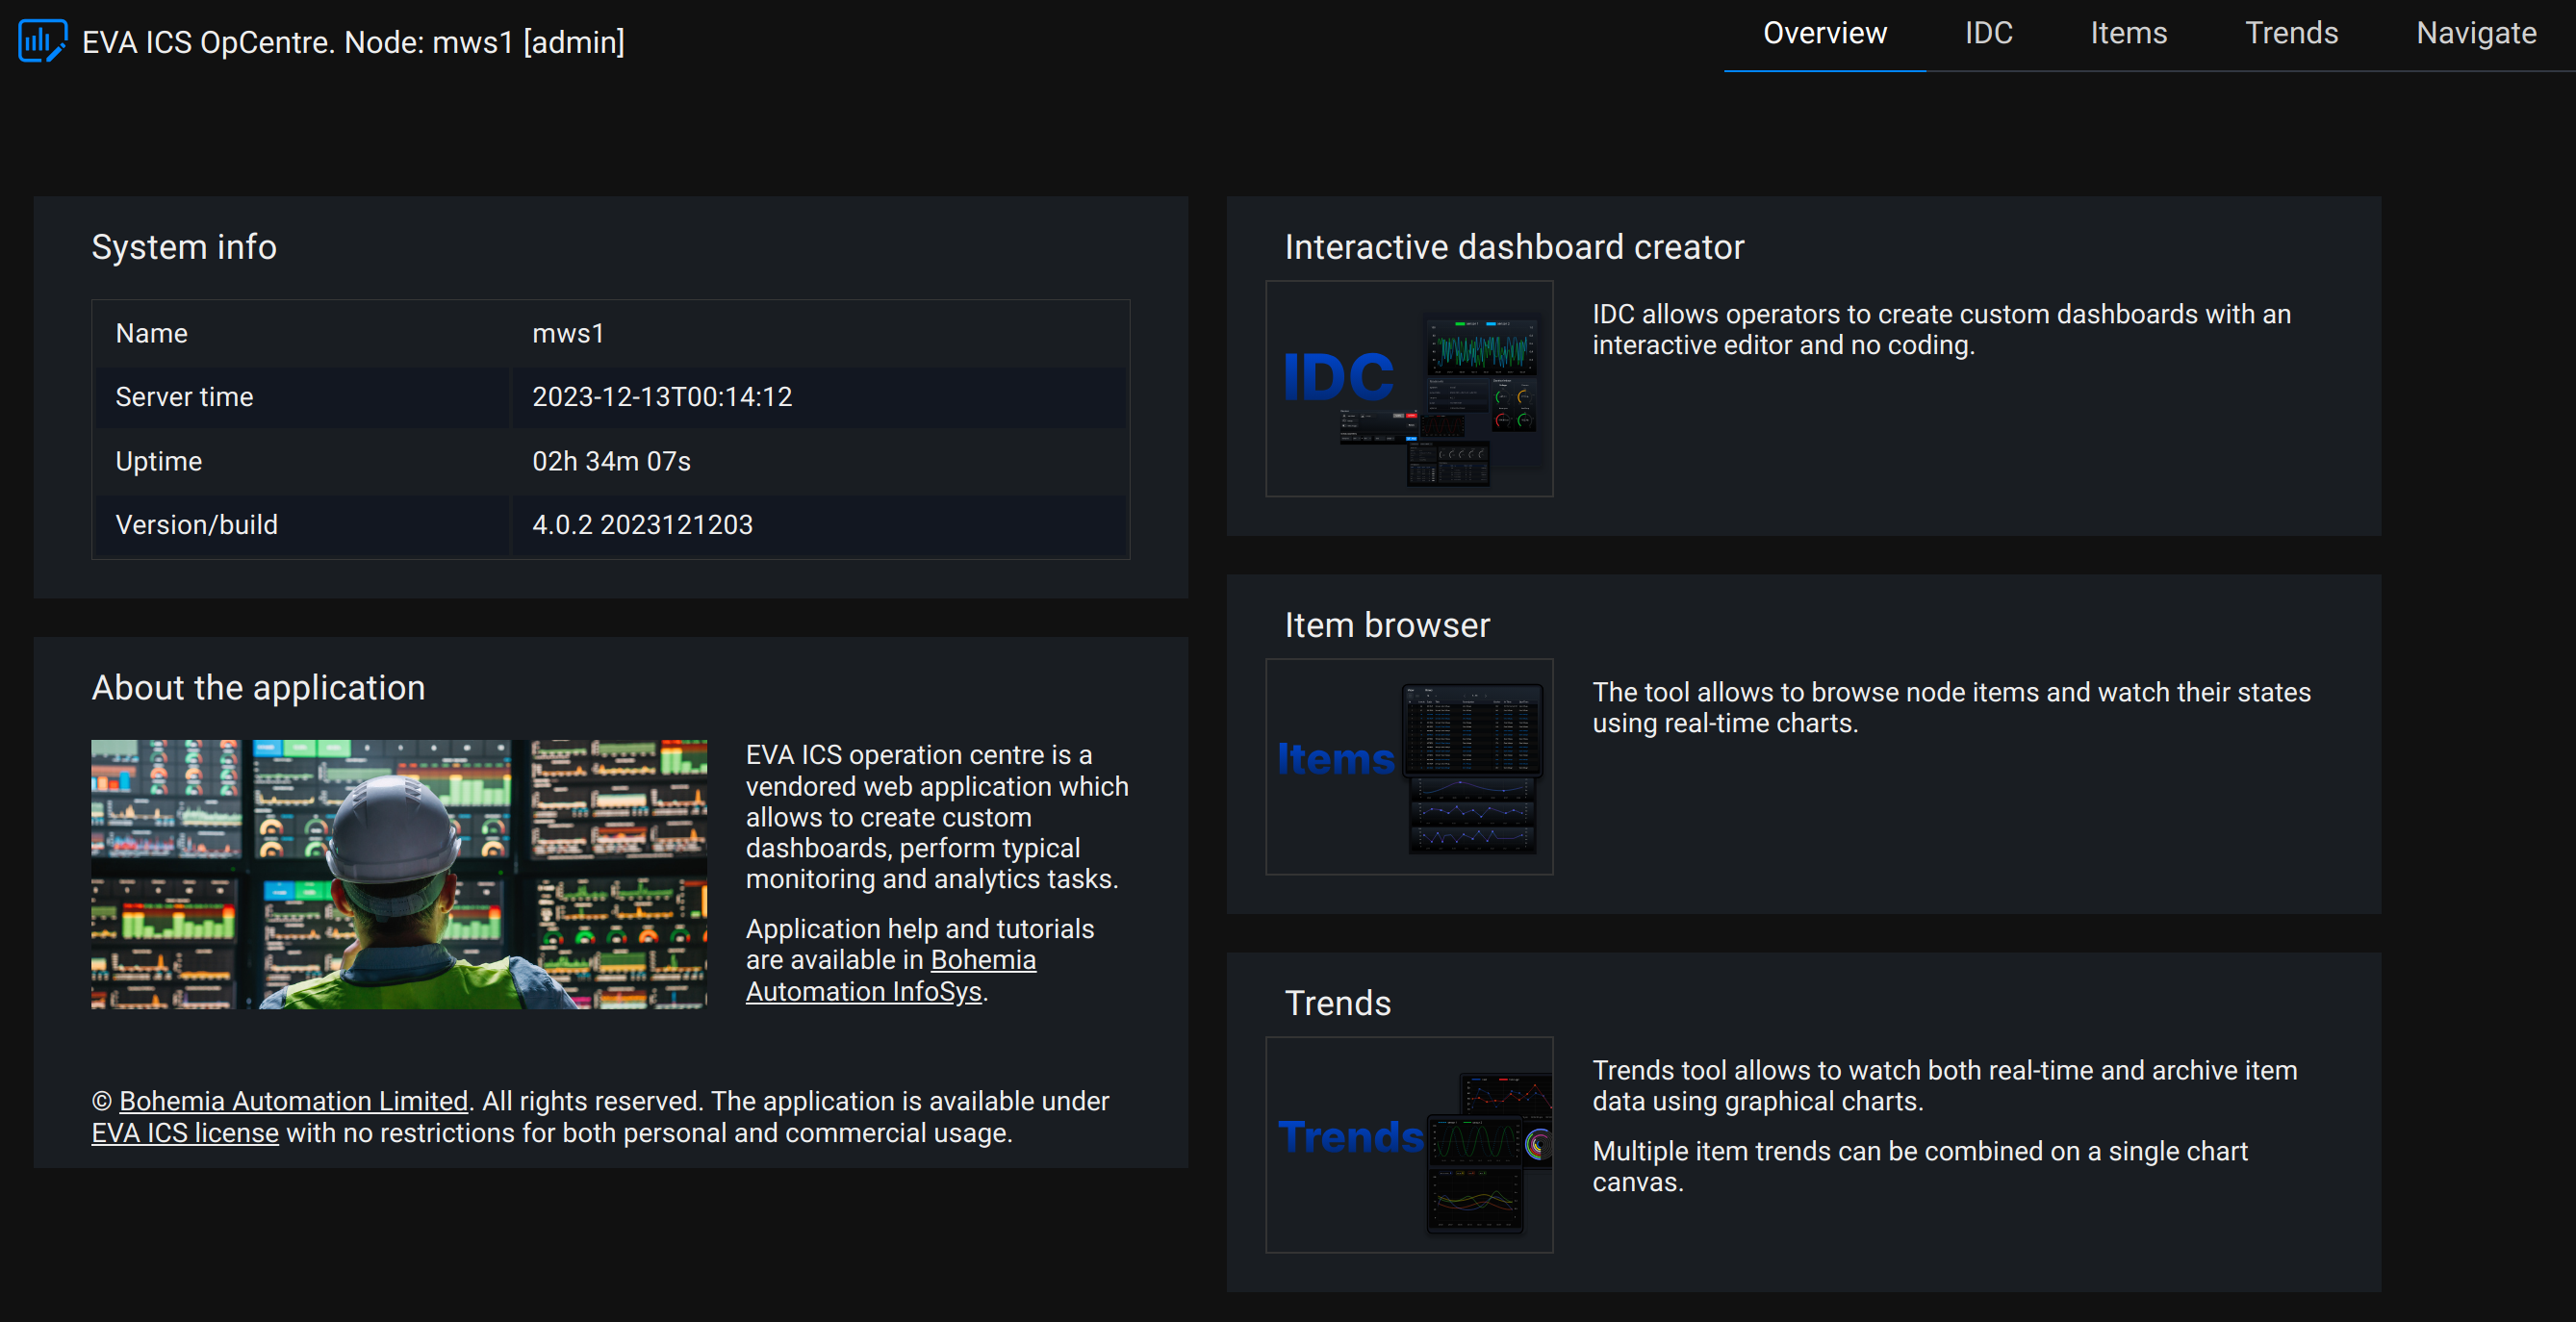 EVA ICS OpCentre. Node: mws1 [admin]
Overview
IDC
Items
Trends
Navigate
System info
Name mws1
Server time 2023-12-13T00:14:12
Uptime 02h 34m 07s
Version/build 4.0.2 2023121203
About the application
EVA ICS operation centre is a
vendored web application which
allows to create custom
dashboards, perform typical
monitoring and analytics tasks.
Application help and tutorials
are available in Bohemia
Automation InfoSys.
© Bohemia Automation Limited. All rights reserved. The application is available under
EVA ICS license with no restrictions for both personal and commercial usage.
Interactive dashboard creator
IDC
IDC allows operators to create custom dashboards with an
interactive editor and no coding.
Item browser
Items
The tool allows to browse node items and watch their states
using real-time charts.
Trends
Trends
Trends tool allows to watch both real-time and archive item
data using graphical charts.
Multiple item trends can be combined on a single chart
canvas.